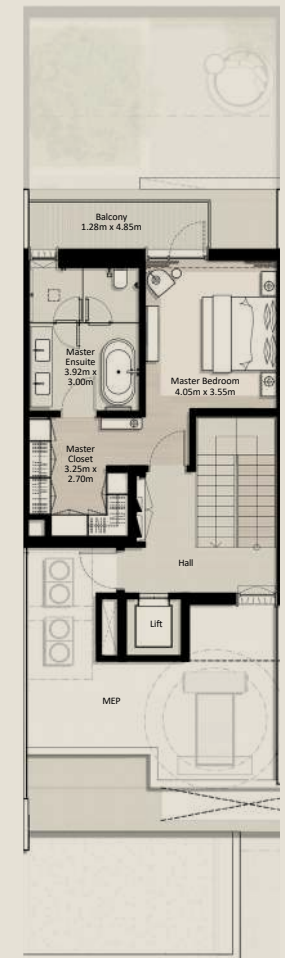 Balcony
1.28m x 4.85m
Master
Ensuite
3.92m x
3.00m
Master Bedroom
4.05m x 3.55m
Master
Closet
3.25m x
2.70m
Hall
Lift
MEP